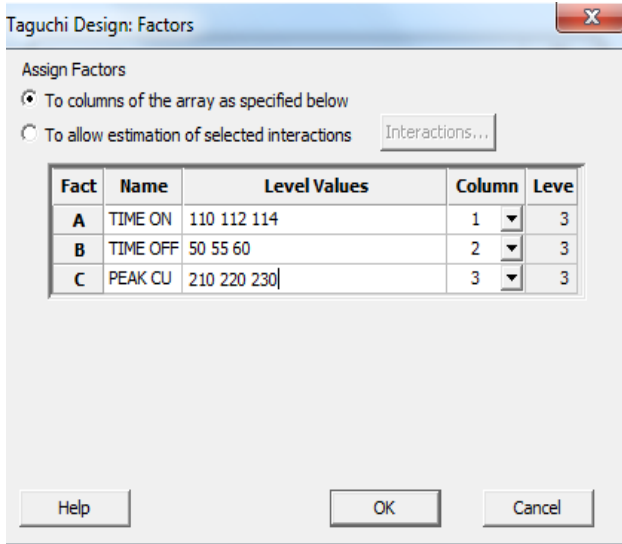 Taguchi Design: Factors
X
Assign Factors
To columns of the array as specified below
To allow estimation of selected interactions Interactions...
Fact Name Level Values Column Leve
A TIME ON 110 112 114 1 3
B TIME OFF 50 55 60 2 3
C PEAK CU 210 220 230 3 3
Help OK Cancel